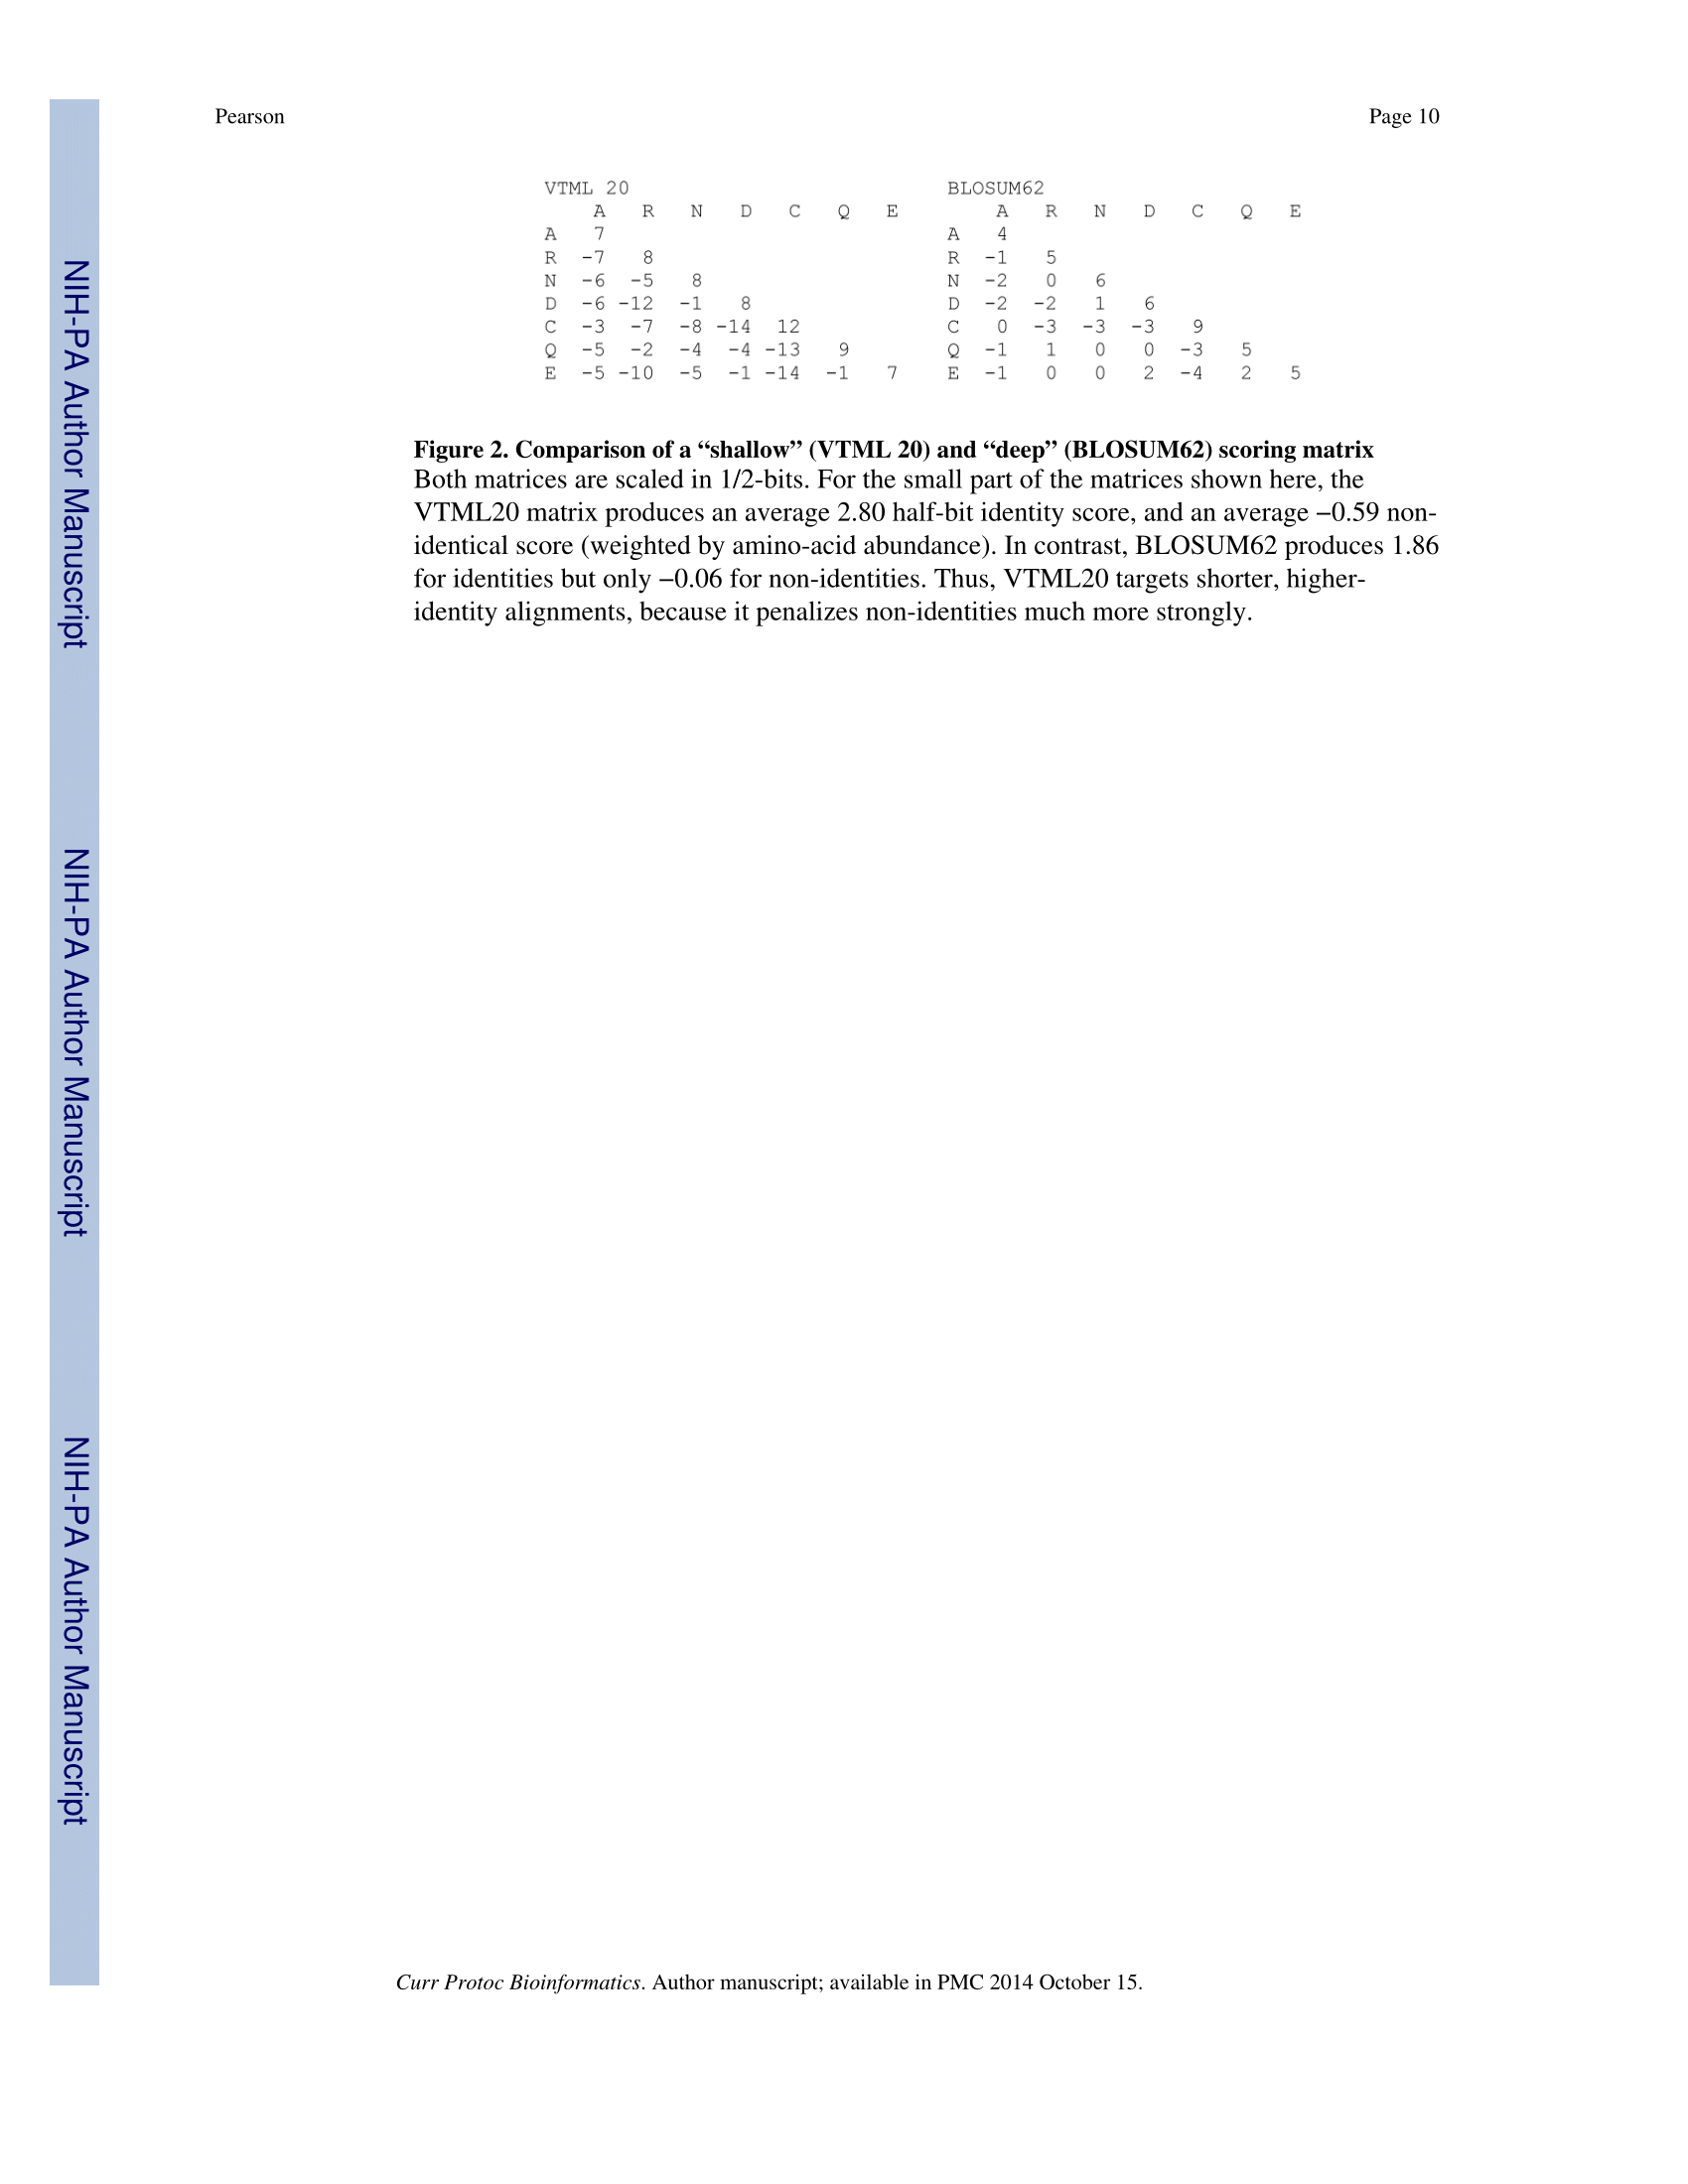 Pearson Page 10
VTML 20 BLOSUM62
A R N D C Q E A R N D C Q E
A 7 A 4
R -7 8 R -1 5
N -6 -5 8 N -2 0 6
D -6 -12 -1 8 D -2 -2 1 6
C -3 -7 -8 -14 12 C 0 -3 -3 -3 9
Q -5 -2 -4 -4 -13 9 Q -1 1 0 0 -3 5
E -5 -10 -5 -1 -14 -1 7 E -1 0 0 2 -4 2 5
Figure 2. Comparison of a “shallow” (VTML 20) and “deep” (BLOSUM62) scoring matrix
Both matrices are scaled in 1/2-bits. For the small part of the matrices shown here, the
VTML20 matrix produces an average 2.80 half-bit identity score, and an average −0.59 non-
identical score (weighted by amino-acid abundance). In contrast, BLOSUM62 produces 1.86
for identities but only −0.06 for non-identities. Thus, VTML20 targets shorter, higher-
identity alignments, because it penalizes non-identities much more strongly.
Curr Protoc Bioinformatics. Author manuscript; available in PMC 2014 October 15.
NIH-PA Author Manuscript
NIH-PA Author Manuscript
NIH-PA Author Manuscript